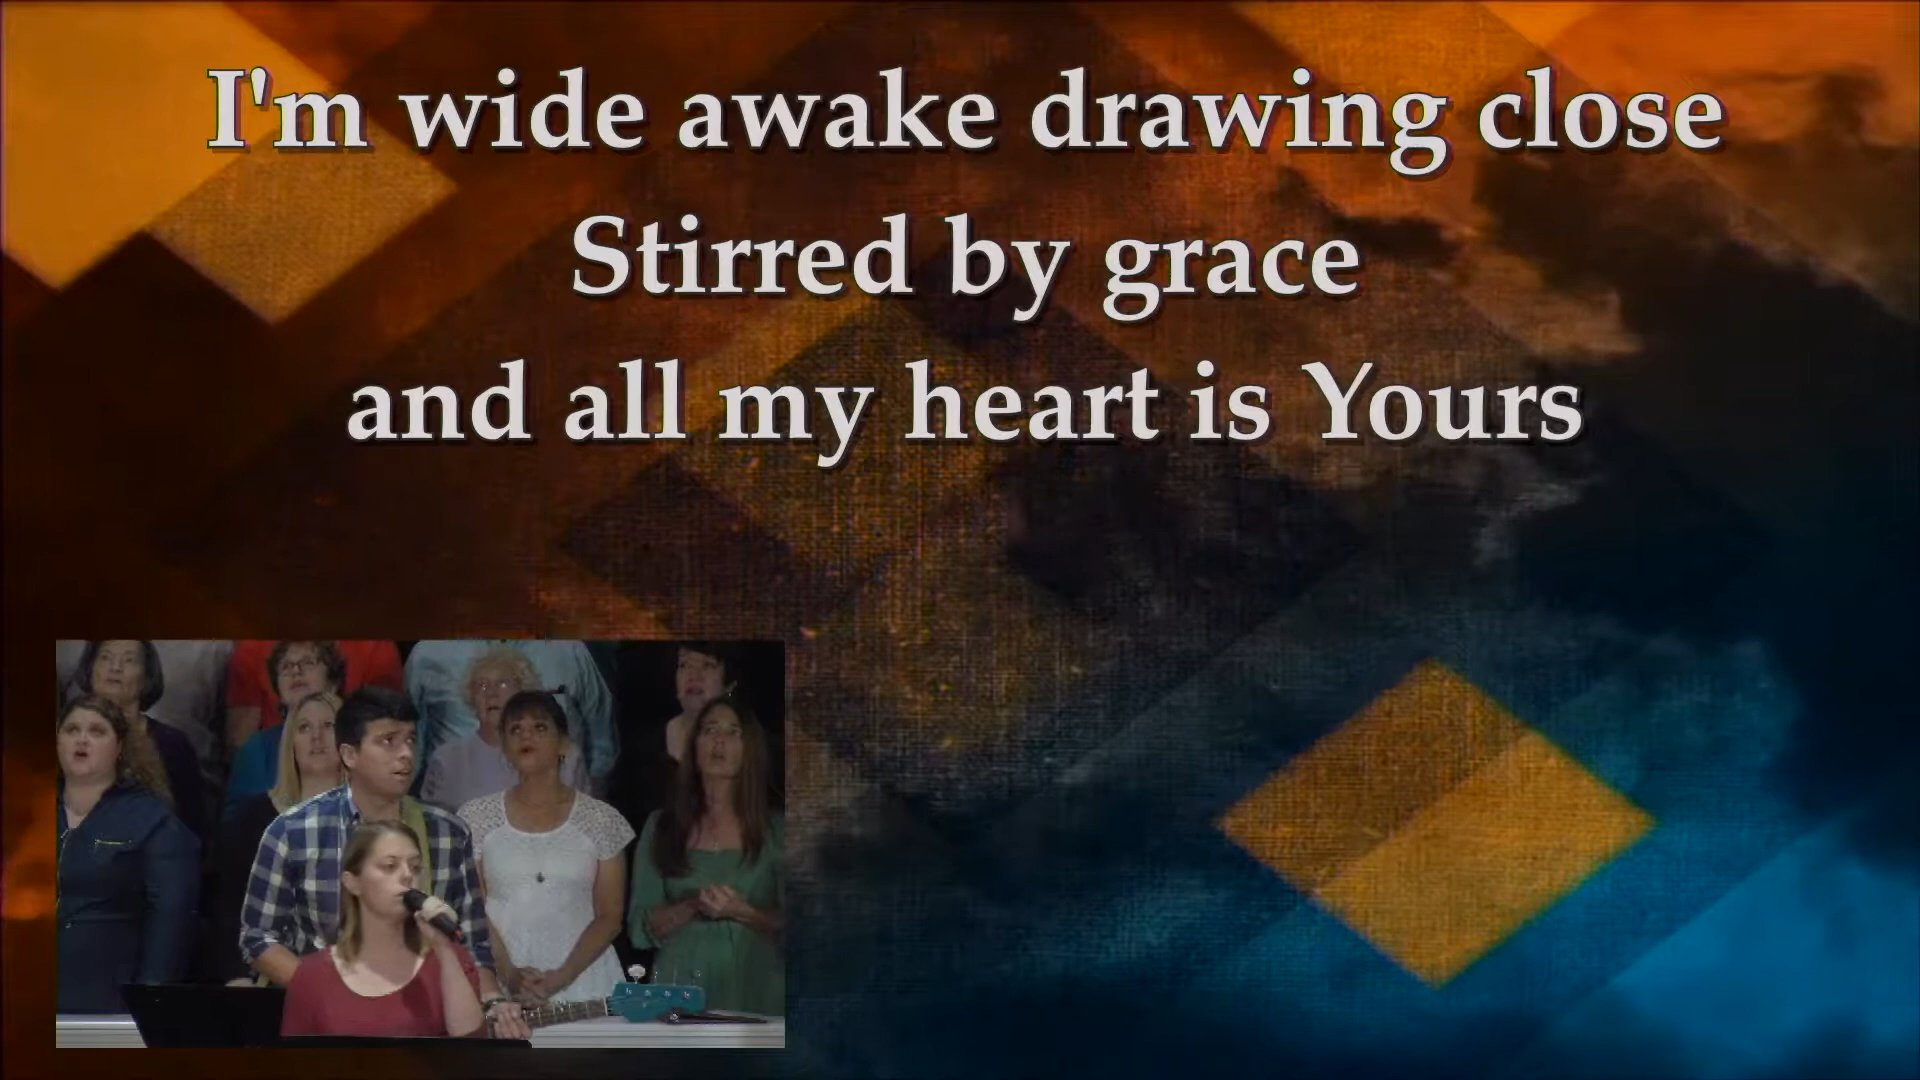 I'm wide awake drawing close
Stirred by grace
and all my heart is Yours